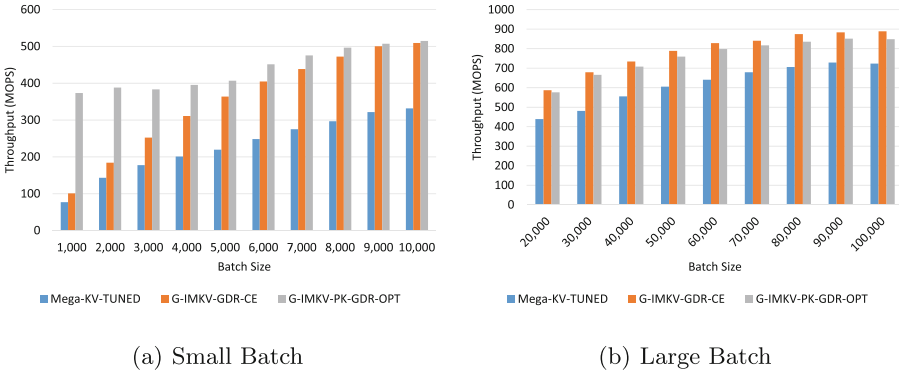 Throughput (MOPS)
600
500
400
300
200
100
0
1,000 2,000 3,000 4,000 5,000 6,000 7,000 8,000 9,000 10,000
Batch Size
Mega-KV-TUNED G-IMKV-GDR-CE G-IMKV-PK-GDR-OPT
(a) Small Batch
Throughput (MOPS)
1000
900
800
700
600
500
400
300
200
100
0
20,000 30,000 40,000 50,000 60,000 70,000 80,000 90,000 100,000
Batch Size
Mega-KV-TUNED G-IMKV-GDR-CE G-IMKV-PK-GDR-OPT
(b) Large Batch